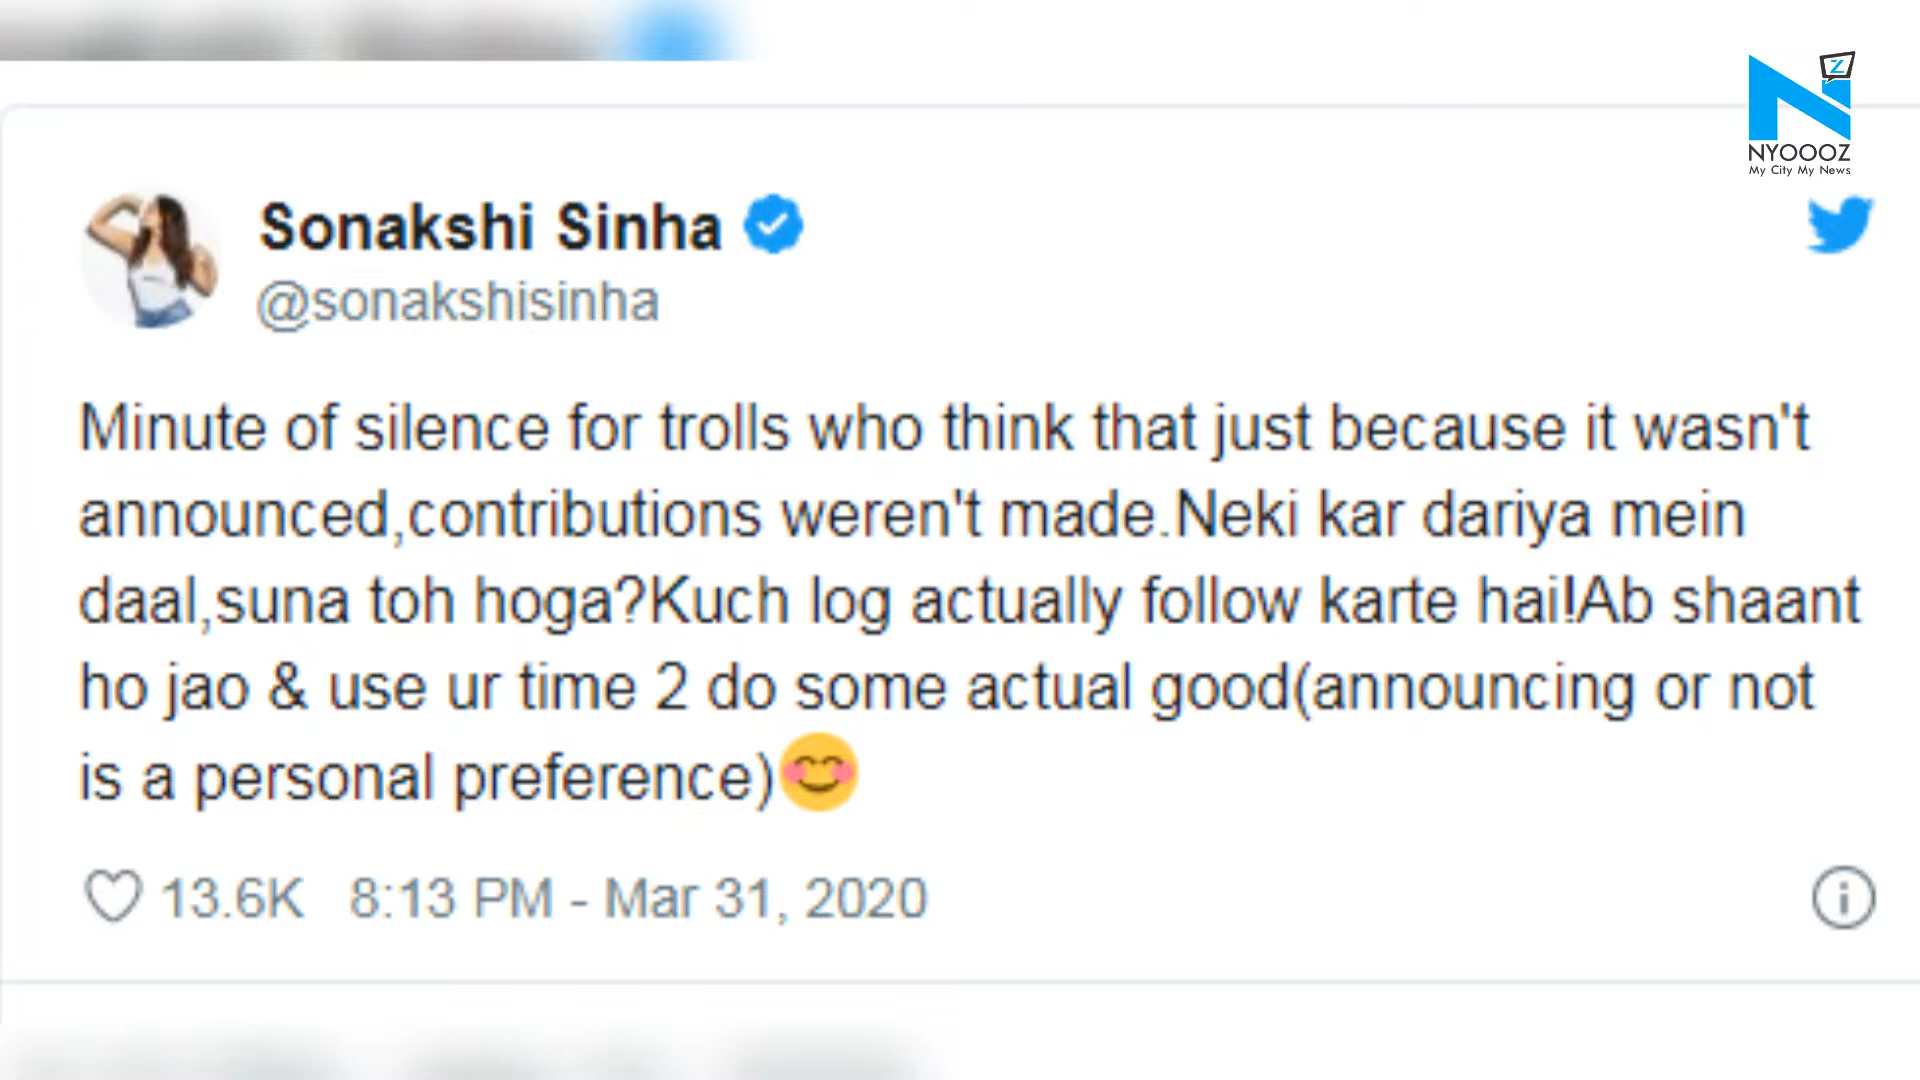 Z
NYOOOZ
My City My News
Sonakshi Sinha
@sonakshisinha
Minute of silence for trolls who think that just because it wasn't
announced,contributions weren't made.Neki kar dariya mein
daal,suna toh hoga?Kuch log actually follow karte hai!Ab shaant
ho jao & use ur time 2 do some actual good(announcing or not
is a personal preference)😊
13.6K 8:13 PM - Mar 31, 2020